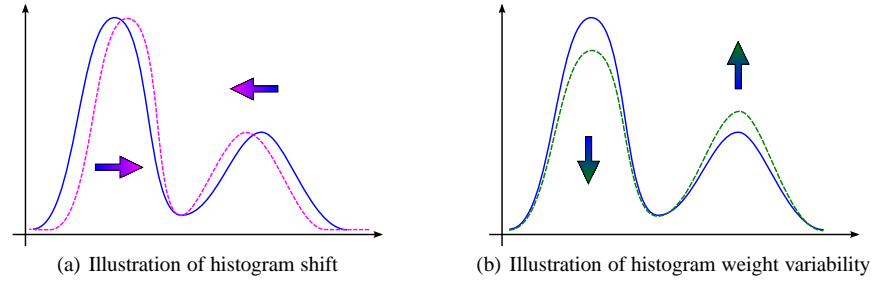 (a) Illustration of histogram shift
(b) Illustration of histogram weight variability